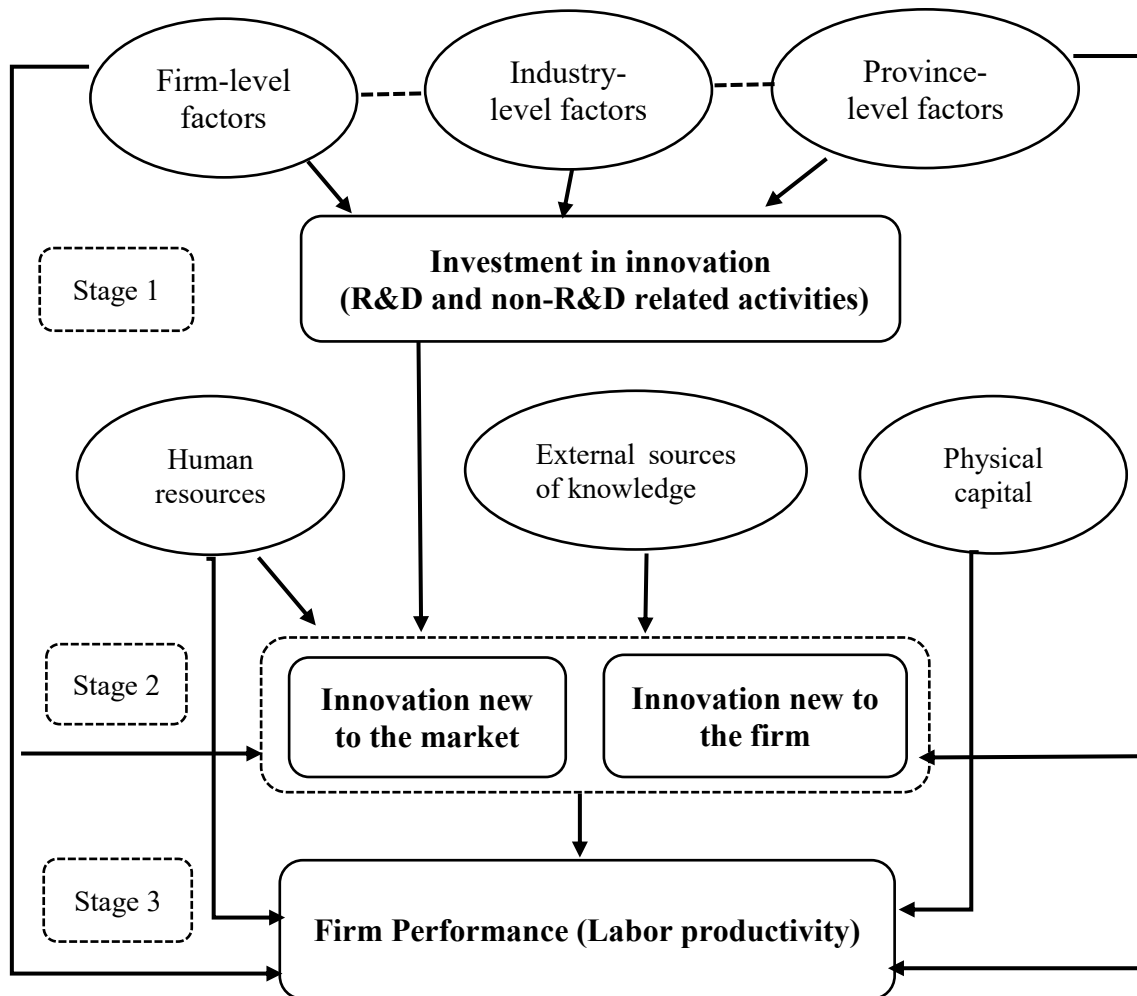 Firm-level
factors
Industry-
level factors
Province-
level factors
Stage 1
Investment in innovation
(R&D and non-R&D related activities)
Human
resources
External sources
of knowledge
Physical
capital
Stage 2
Innovation new
to the market
Innovation new to
the firm
Stage 3
Firm Performance (Labor productivity)